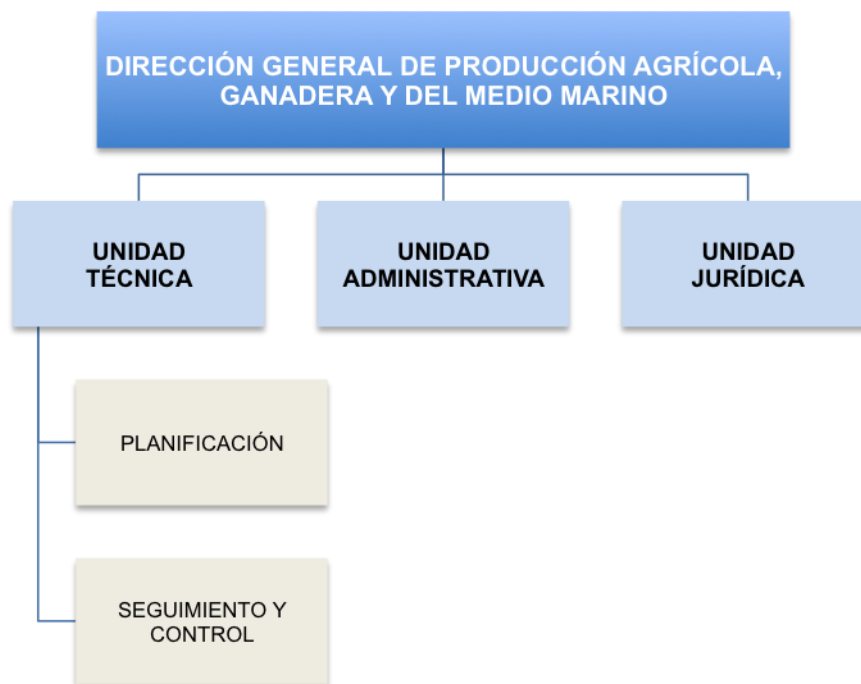 DIRECCIÓN GENERAL DE PRODUCCIÓN AGRÍCOLA,
GANADERA Y DEL MEDIO MARINO
UNIDAD
TÉCNICA
UNIDAD
ADMINISTRATIVA
UNIDAD
JURÍDICA
PLANIFICACIÓN
SEGUIMIENTO Y
CONTROL